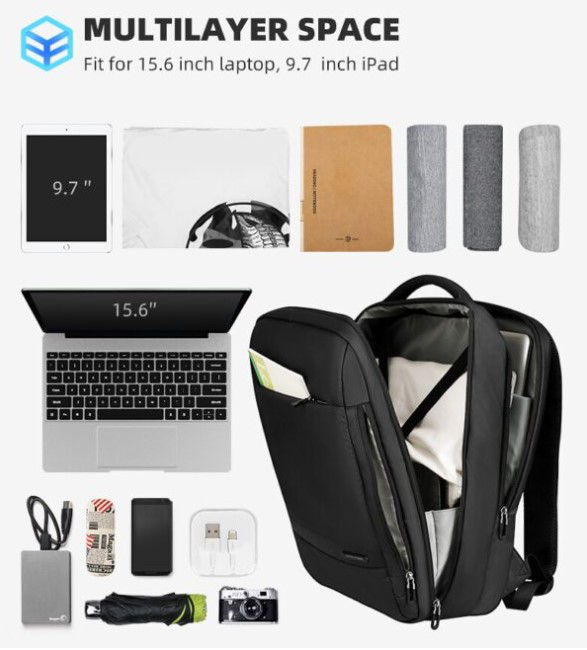 MULTILAYER SPACE
Fit for 15.6 inch laptop, 9.7 inch iPad
9.7 "
15.6"